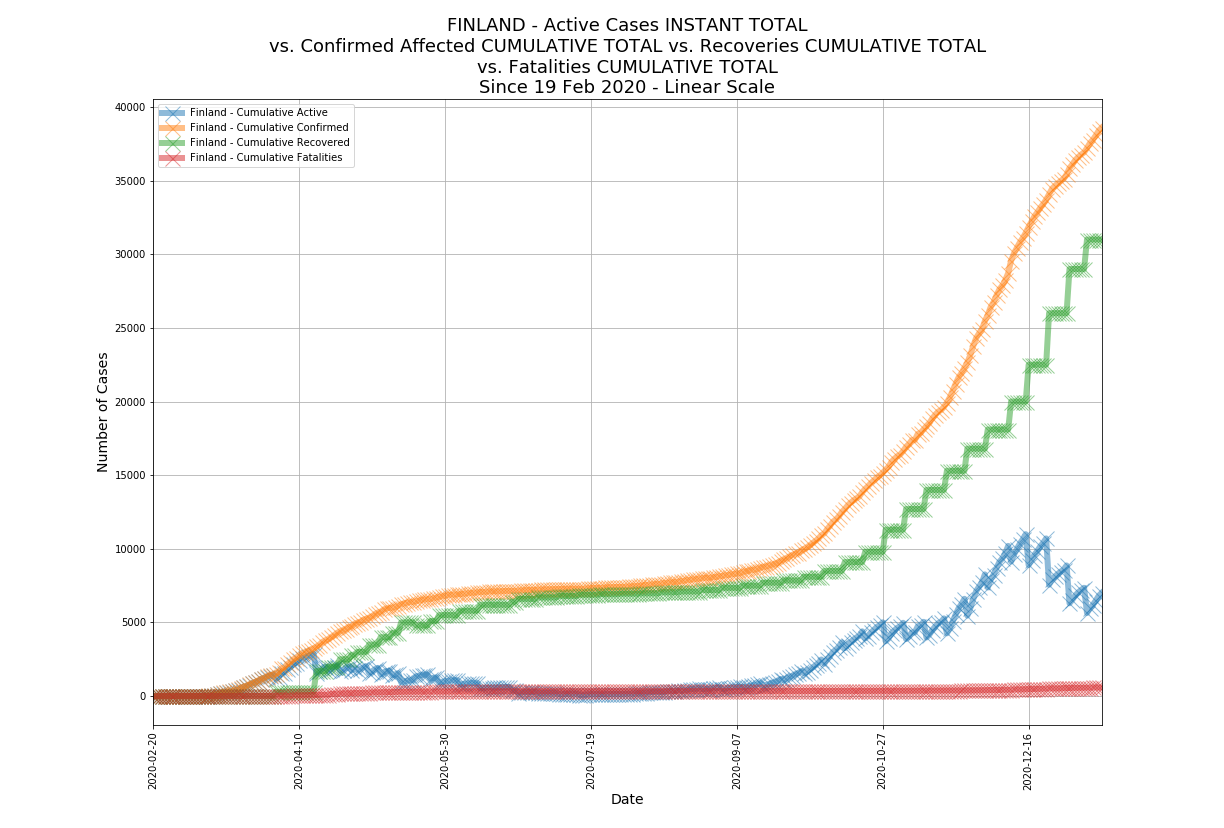 FINLAND - Active Cases INSTANT TOTAL
vs. Confirmed Affected CUMULATIVE TOTAL vs. Recoveries CUMULATIVE TOTAL
vs. Fatalities CUMULATIVE TOTAL
Since 19 Feb 2020 - Linear Scale
Finland - Cumulative Active
Finland - Cumulative Confirmed
Finland - Cumulative Recovered
Finland - Cumulative Fatalities
Number of Cases
40000
35000
30000
25000
20000
15000
10000
5000
0
2020-02-20
2020-04-10
2020-05-30
2020-07-19
2020-09-07
2020-10-27
2020-12-16
Date